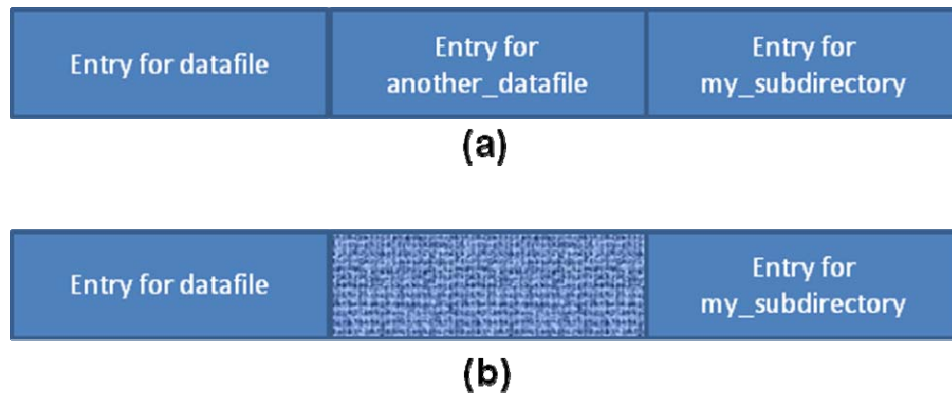 Entry for datafile
Entry for
another_datafile
Entry for
my_subdirectory
(a)
Entry for datafile
Entry for
my_subdirectory
(b)